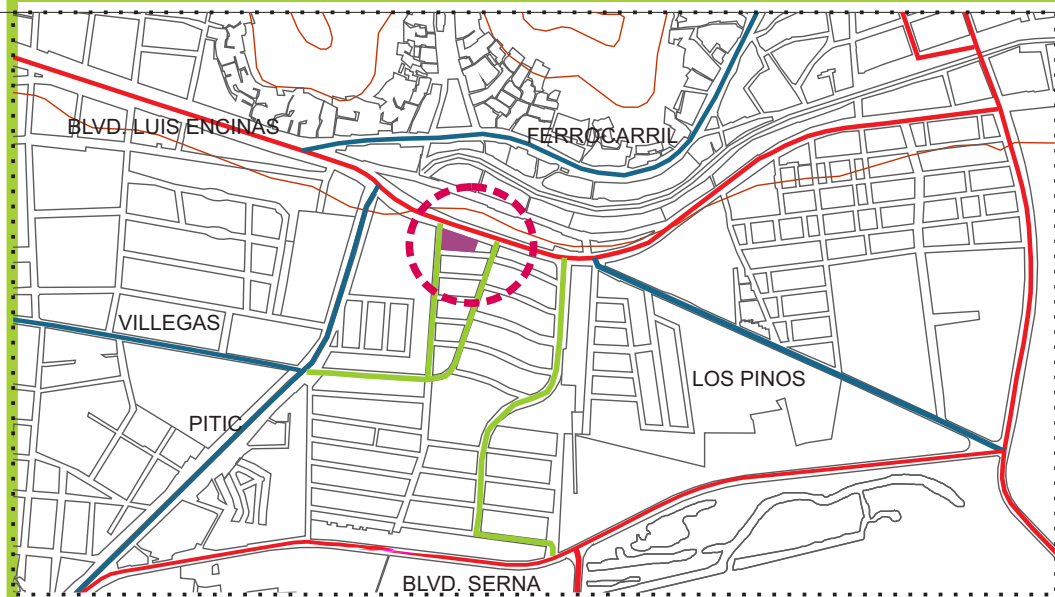 BLVD. LUIS ENCINAS
FERROCARRIL
VILLEGAS
LOS PINOS
PITIC
BLVD. SERNA